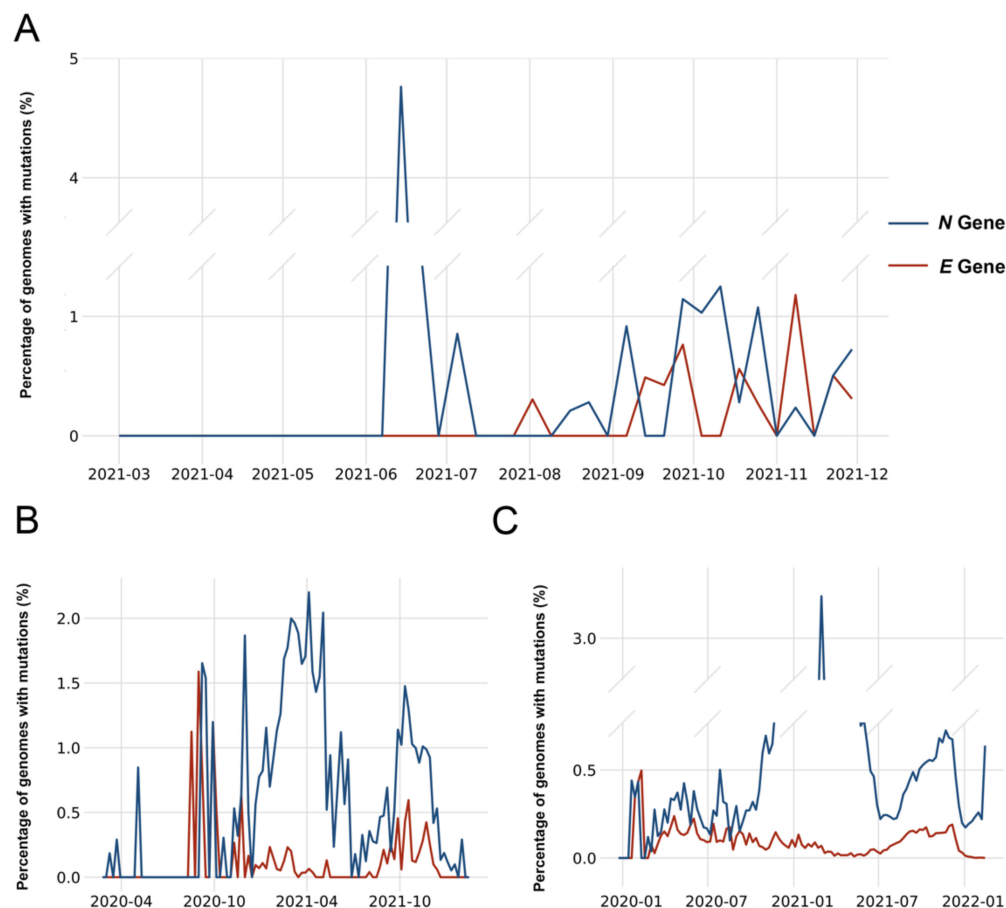 A
Percentage of genomes with mutations (%)
5
4
1
0
2021-03 2021-04 2021-05 2021-06 2021-07 2021-08 2021-09 2021-10 2021-11 2021-12
N Gene
E Gene
B
Percentage of genomes with mutations (%)
2.0
1.5
1.0
0.5
0.0
2020-04 2020-10 2021-04 2021-10
C
Percentage of genomes with mutations (%)
3.0
0.5
0.0
2020-01 2020-07 2021-01 2021-07 2022-01